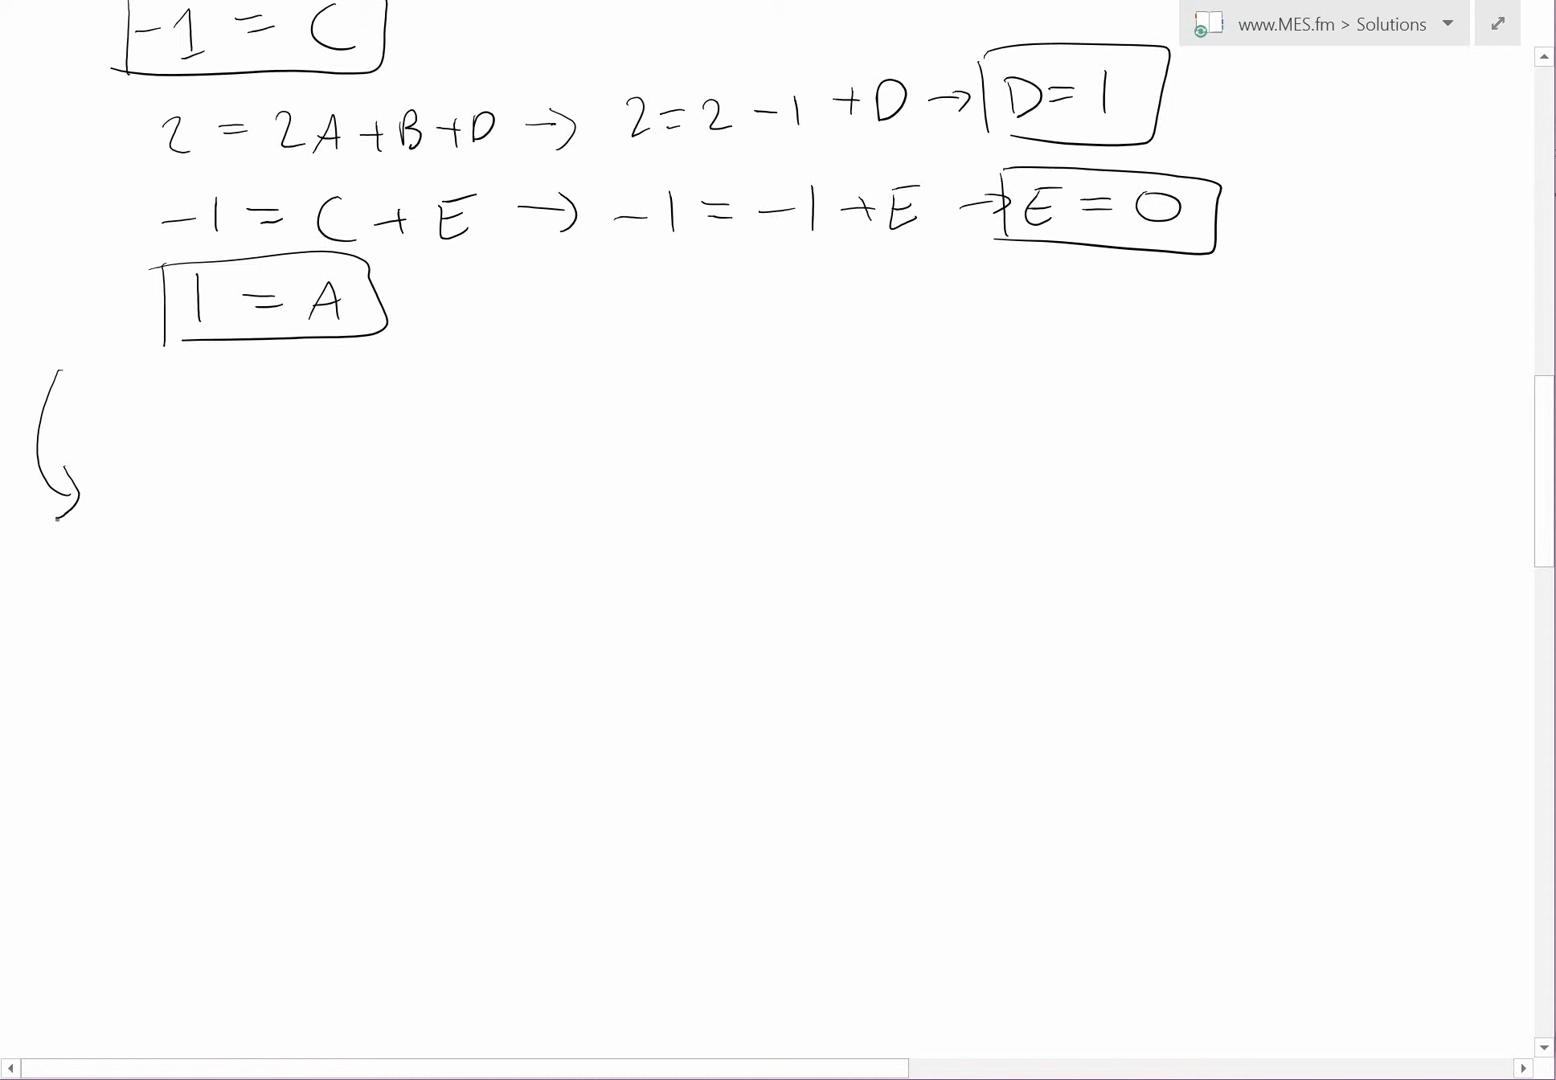 -1 = C
www.MES.fm > Solutions
2 = 2A + B + D → 2 = 2 - 1 + D → D = 1
-1 = C + E → -1 = -1 + E → E = 0
1 = A